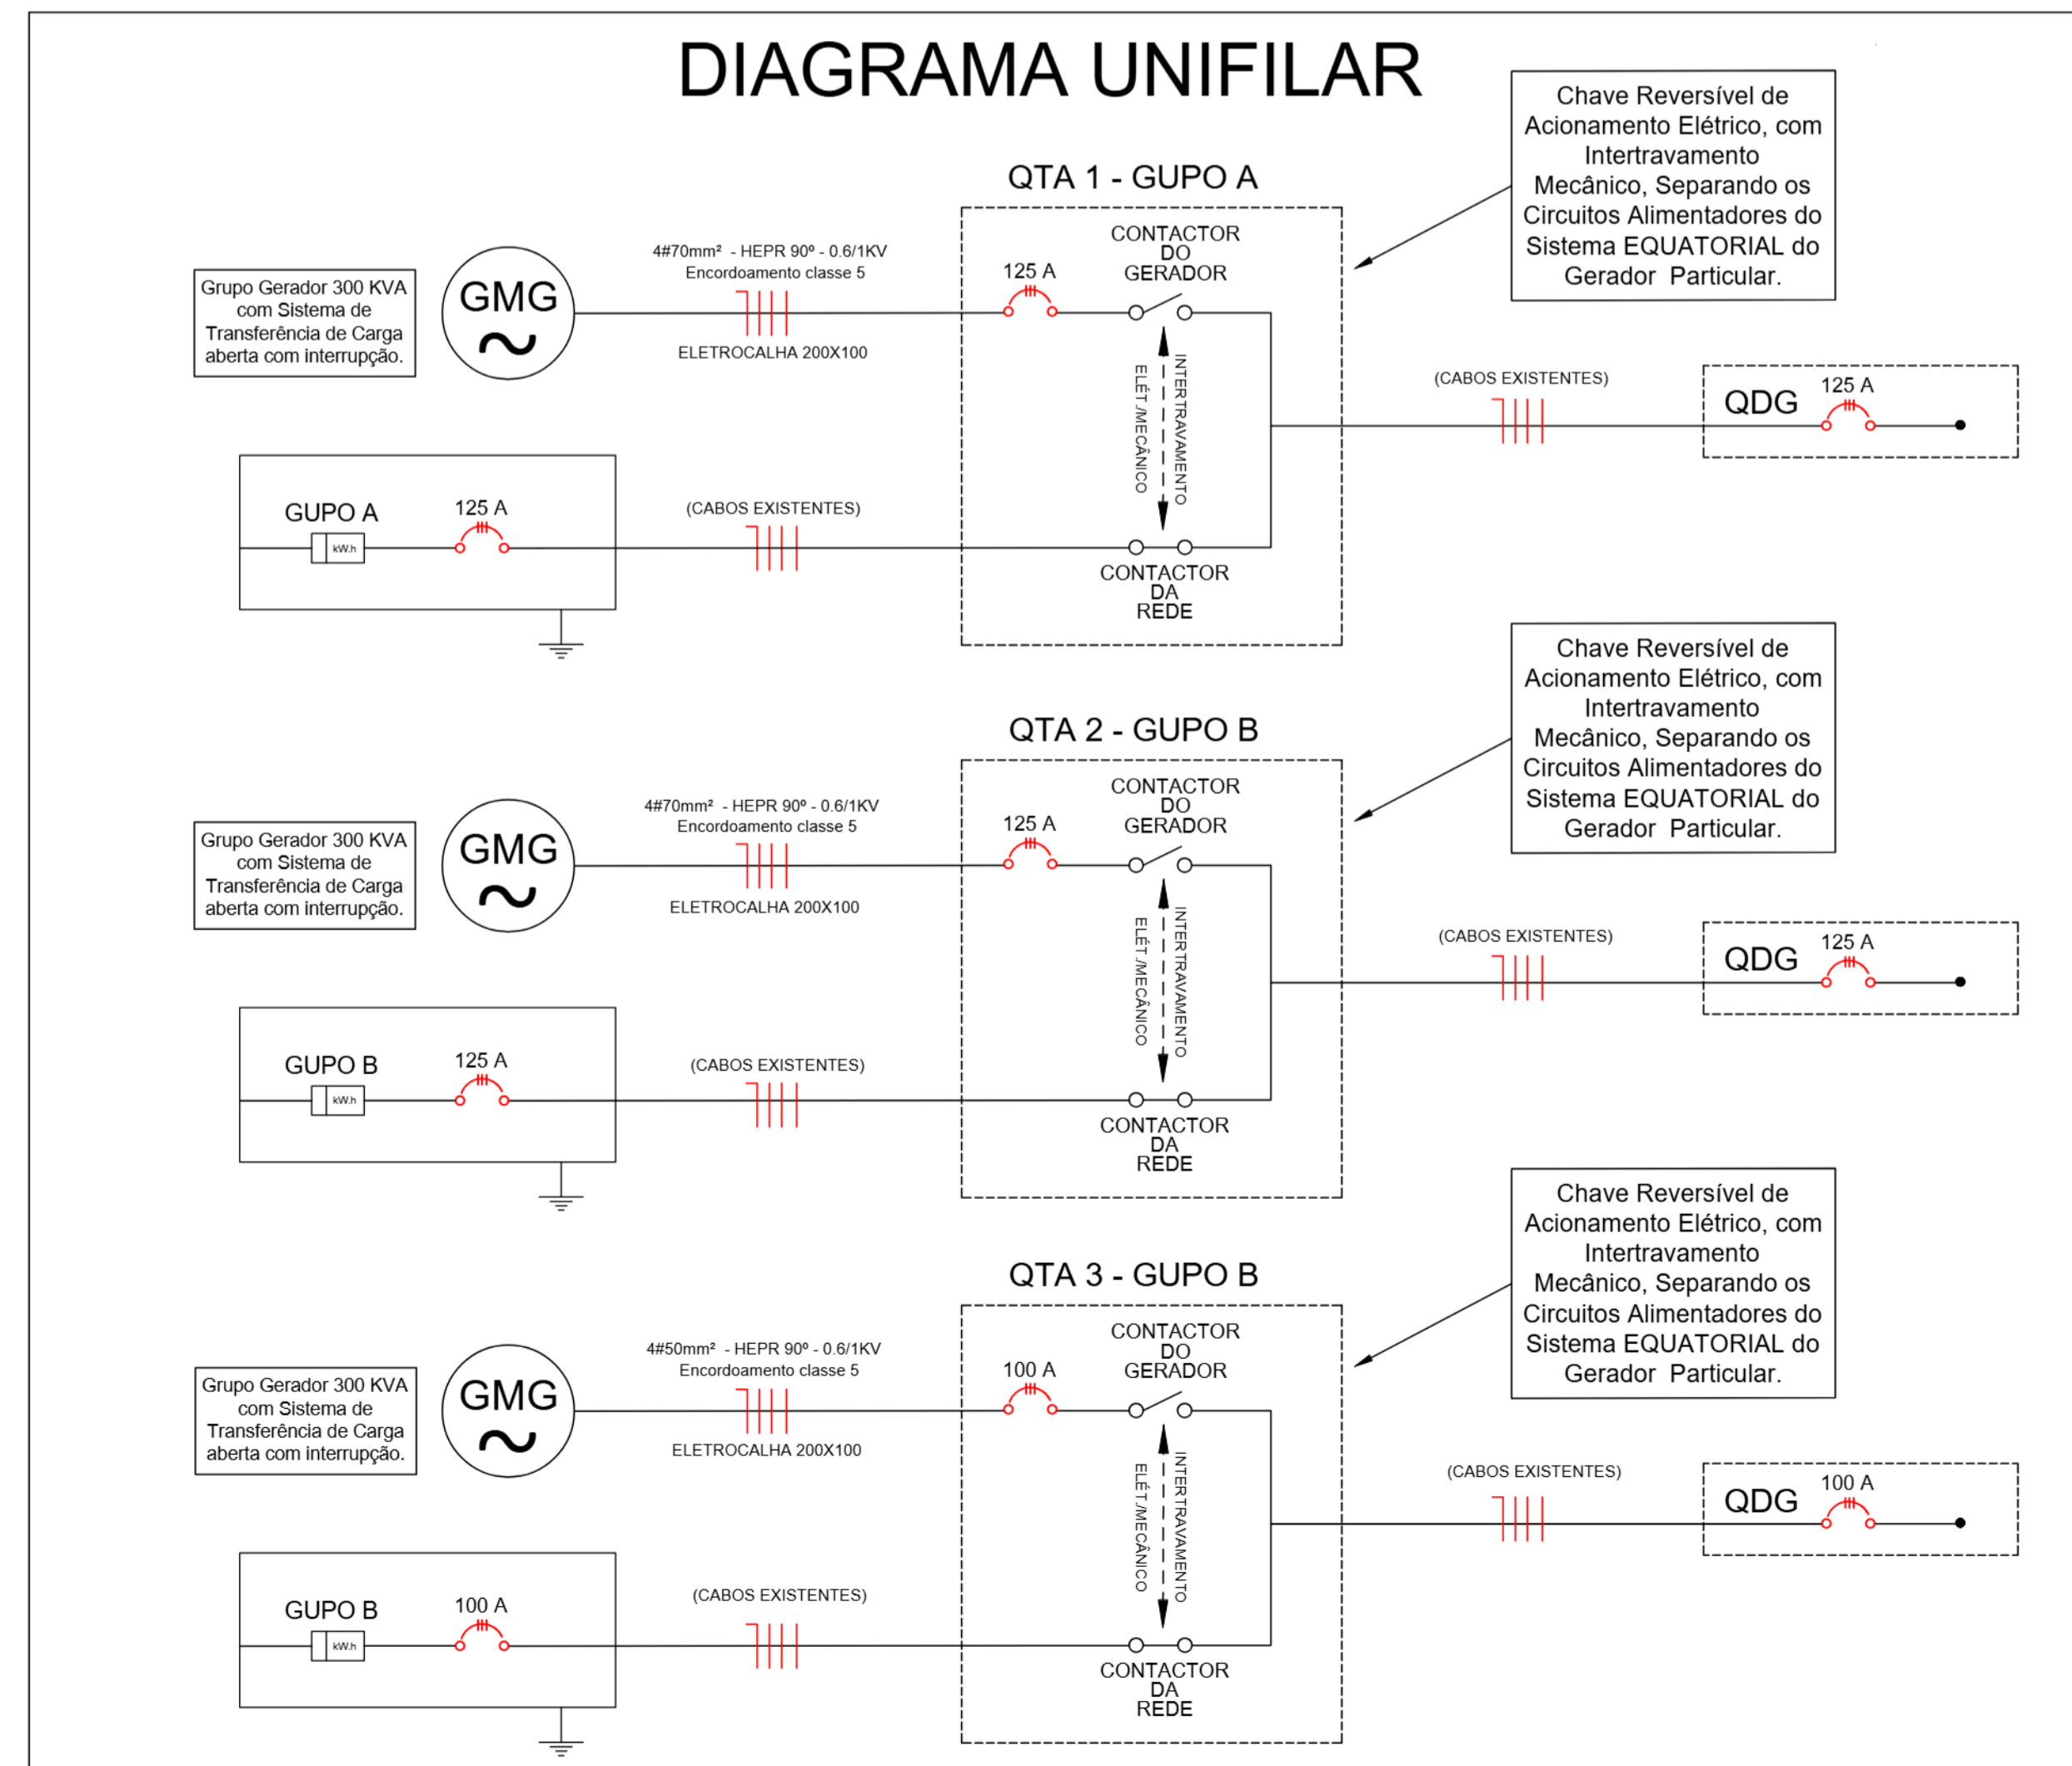 DIAGRAMA UNIFILAR
Chave Reversível de
Acionamento Elétrico, com
Intertravamento
Mecânico, Separando os
Circuitos Alimentadores do
Sistema EQUATORIAL do
Gerador Particular.
QTA 1 - GUPO A
Grupo Gerador 300 KVA
com Sistema de
Transferência de Carga
aberta com interrupção.
GMG
4#70mm² - HEPR 90º - 0.6/1KV
Encordoamento classe 5
ELETROCALHA 200X100
125 A
CONTACTOR
DO
GERADOR
INTERTRAVAMENTO
ELÉT./MECÂNICO
(CABOS EXISTENTES)
QDG
125 A
GUPO A
kW.h
125 A
(CABOS EXISTENTES)
CONTACTOR
DA
REDE
Chave Reversível de
Acionamento Elétrico, com
Intertravamento
Mecânico, Separando os
Circuitos Alimentadores do
Sistema EQUATORIAL do
Gerador Particular.
QTA 2 - GUPO B
Grupo Gerador 300 KVA
com Sistema de
Transferência de Carga
aberta com interrupção.
GMG
4#70mm² - HEPR 90º - 0.6/1KV
Encordoamento classe 5
ELETROCALHA 200X100
125 A
CONTACTOR
DO
GERADOR
INTERTRAVAMENTO
ELÉT./MECÂNICO
(CABOS EXISTENTES)
QDG
125 A
GUPO B
kW.h
125 A
(CABOS EXISTENTES)
CONTACTOR
DA
REDE
Chave Reversível de
Acionamento Elétrico, com
Intertravamento
Mecânico, Separando os
Circuitos Alimentadores do
Sistema EQUATORIAL do
Gerador Particular.
QTA 3 - GUPO B
Grupo Gerador 300 KVA
com Sistema de
Transferência de Carga
aberta com interrupção.
GMG
4#50mm² - HEPR 90º - 0.6/1KV
Encordoamento classe 5
ELETROCALHA 200X100
100 A
CONTACTOR
DO
GERADOR
INTERTRAVAMENTO
ELÉT./MECÂNICO
(CABOS EXISTENTES)
QDG
100 A
GUPO B
kW.h
100 A
(CABOS EXISTENTES)
CONTACTOR
DA
REDE